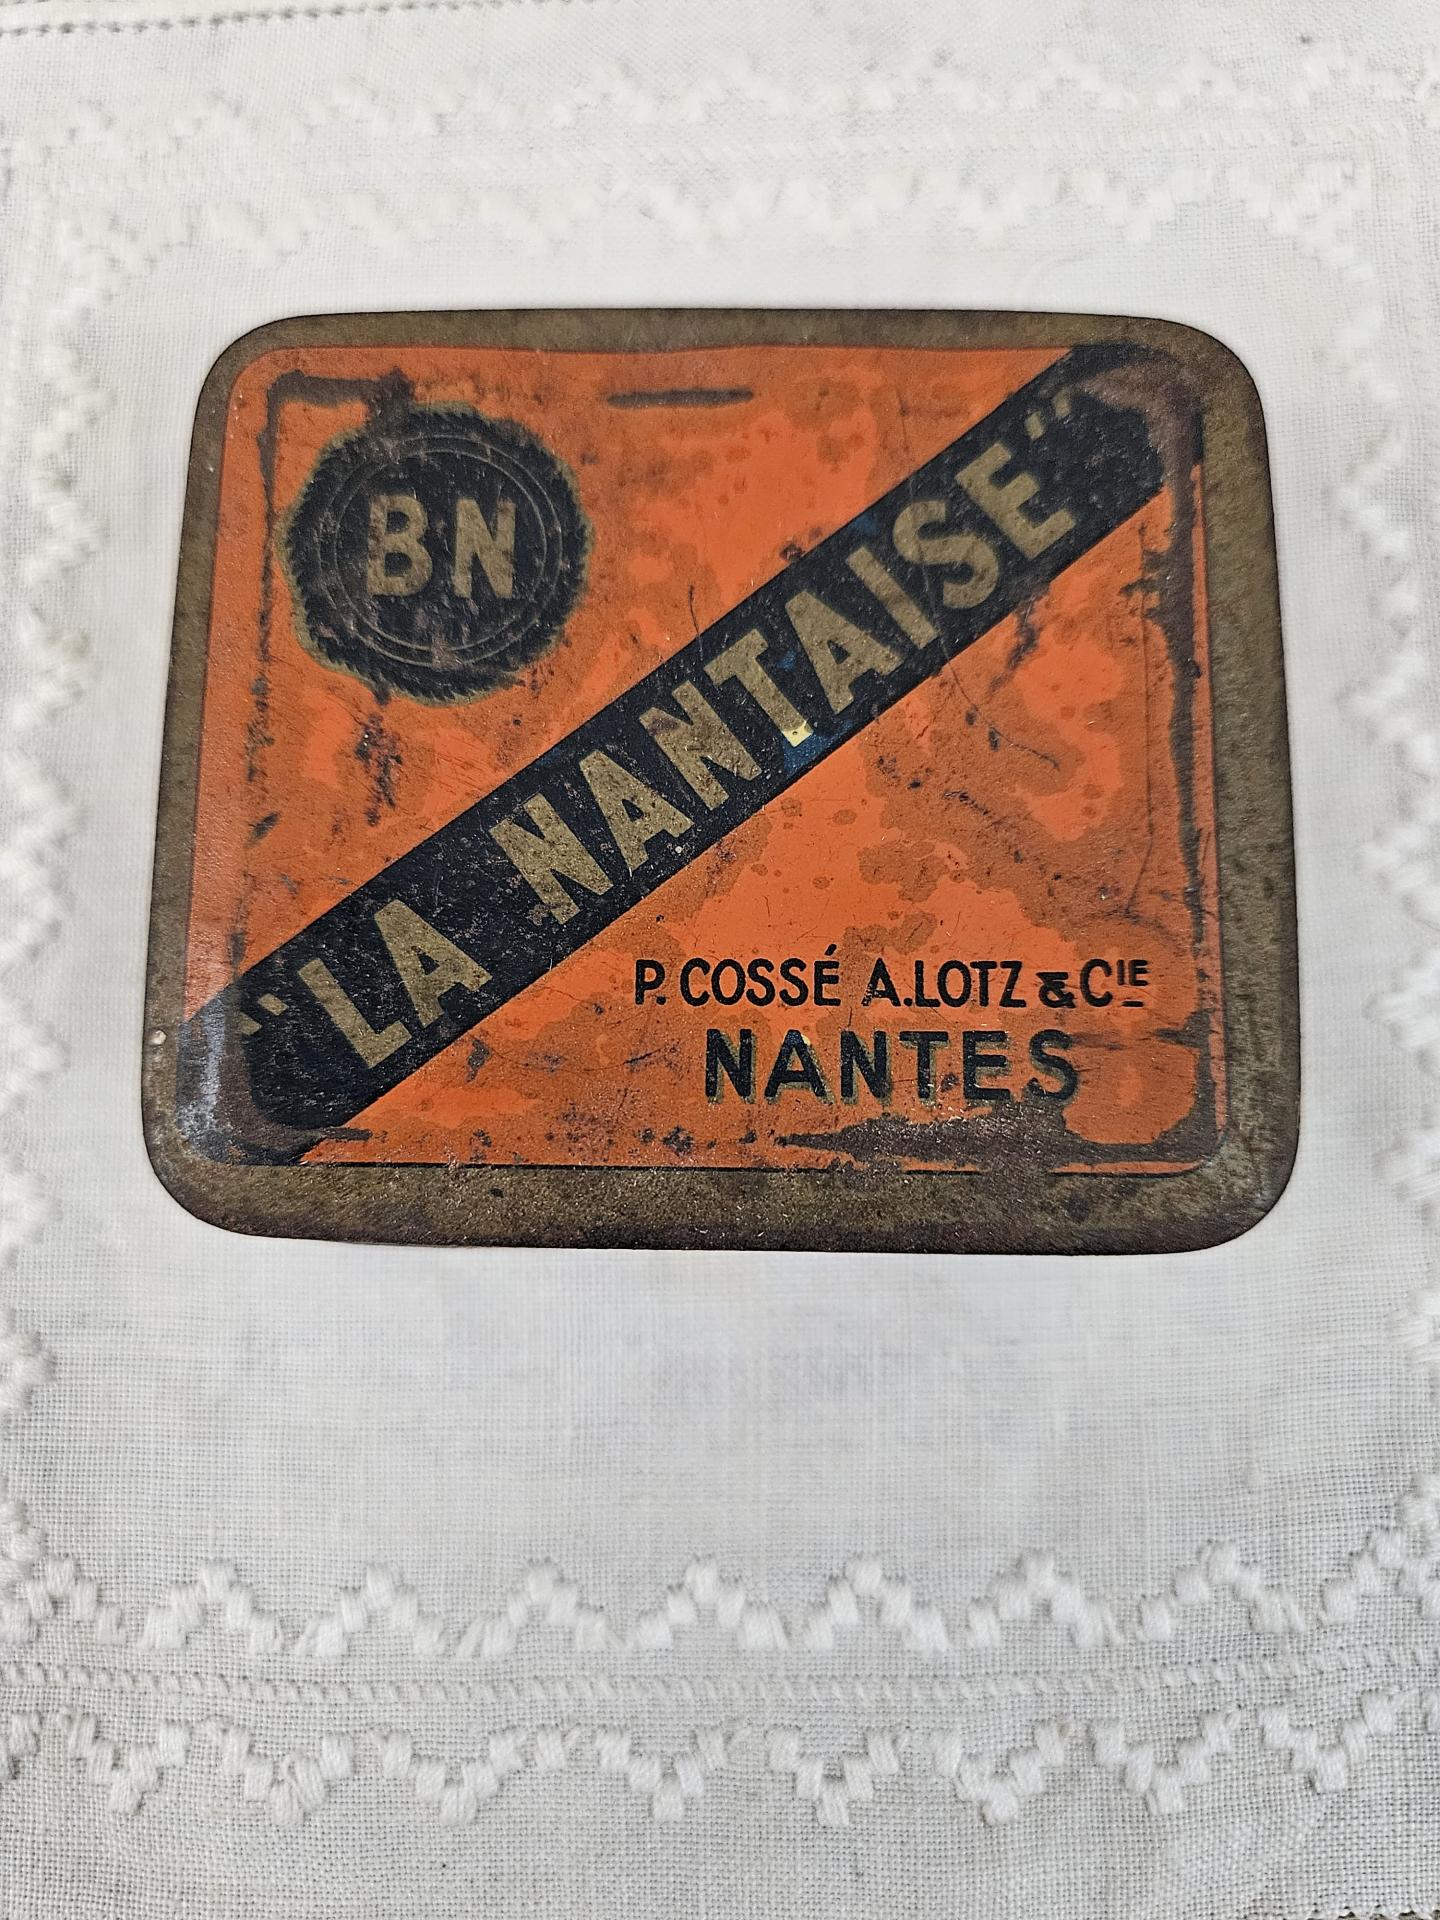 BN
"LA NANTAISE"
P. COSSÉ A. LOTZ & CIE
NANTES